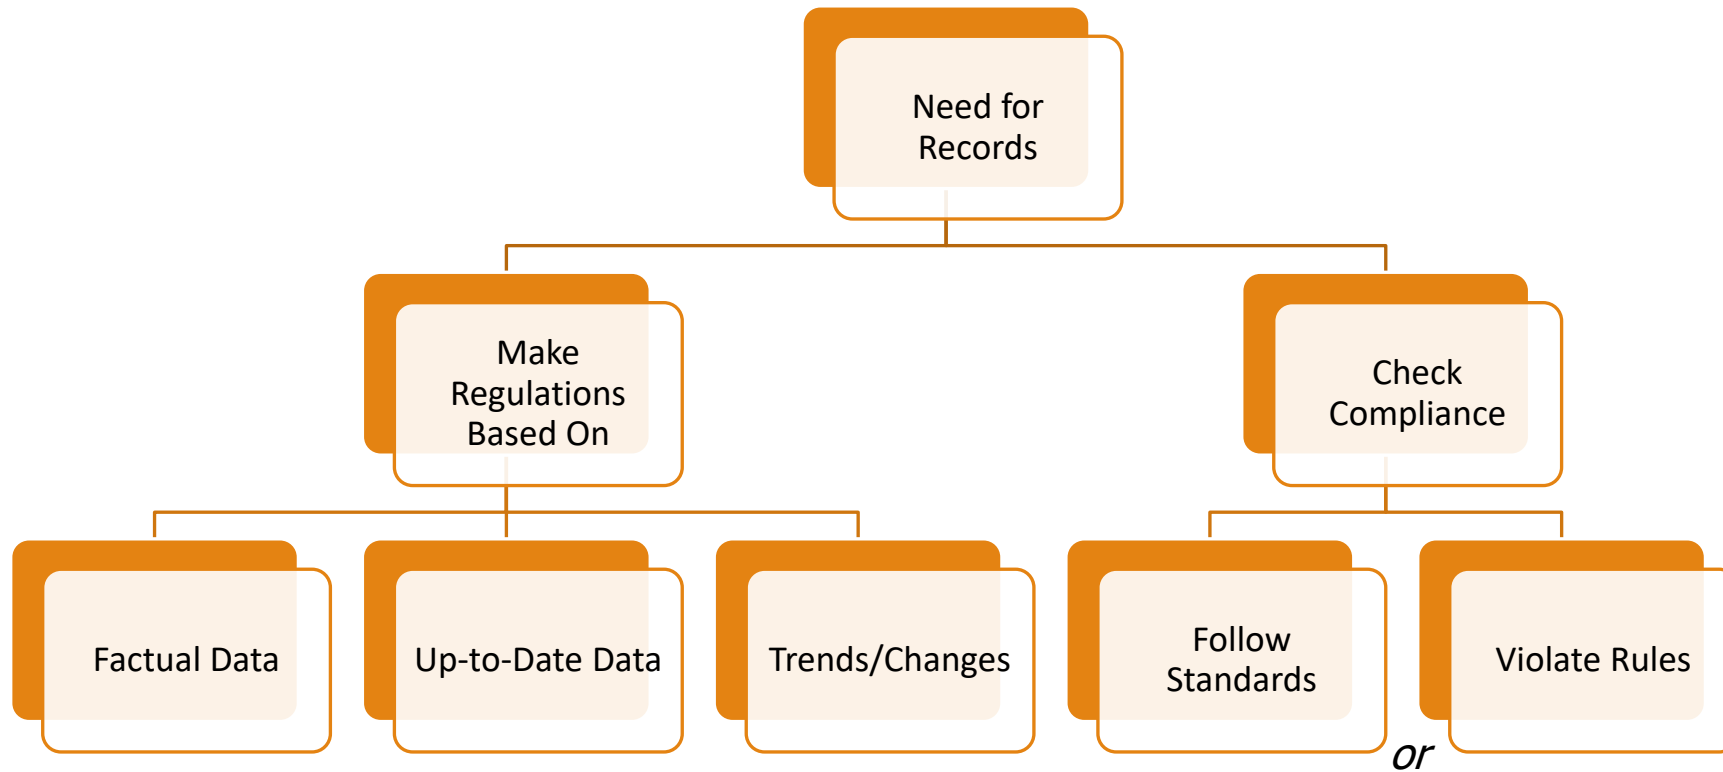 Need for
Records
Make
Regulations
Based On
Check
Compliance
Factual Data
Up-to-Date Data
Trends/Changes
Follow
Standards
or
Violate Rules